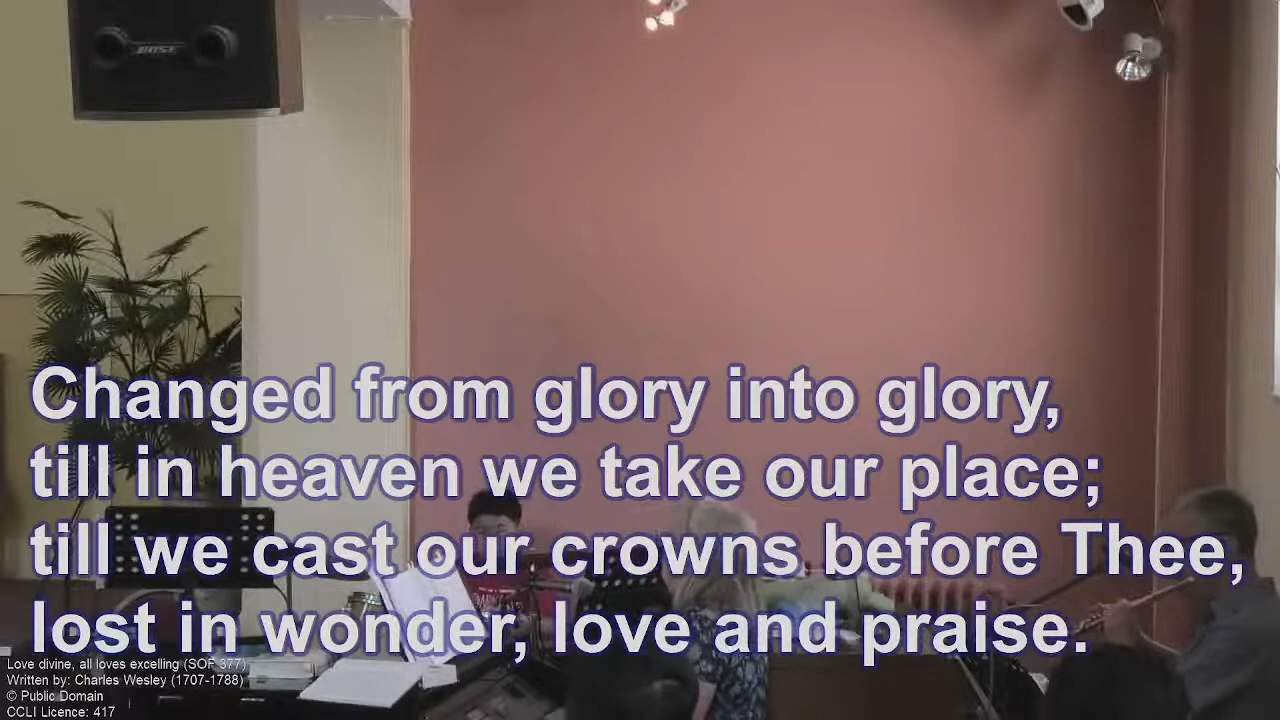 BOSE
Changed from glory into glory,
till in heaven we take our place;
till we cast our crowns before Thee,
lost in wonder, love and praise.
Love divine, all loves excelling (SOF 377)
Written by: Charles Wesley (1707-1788)
© Public Domain
CCLI Licence: 417